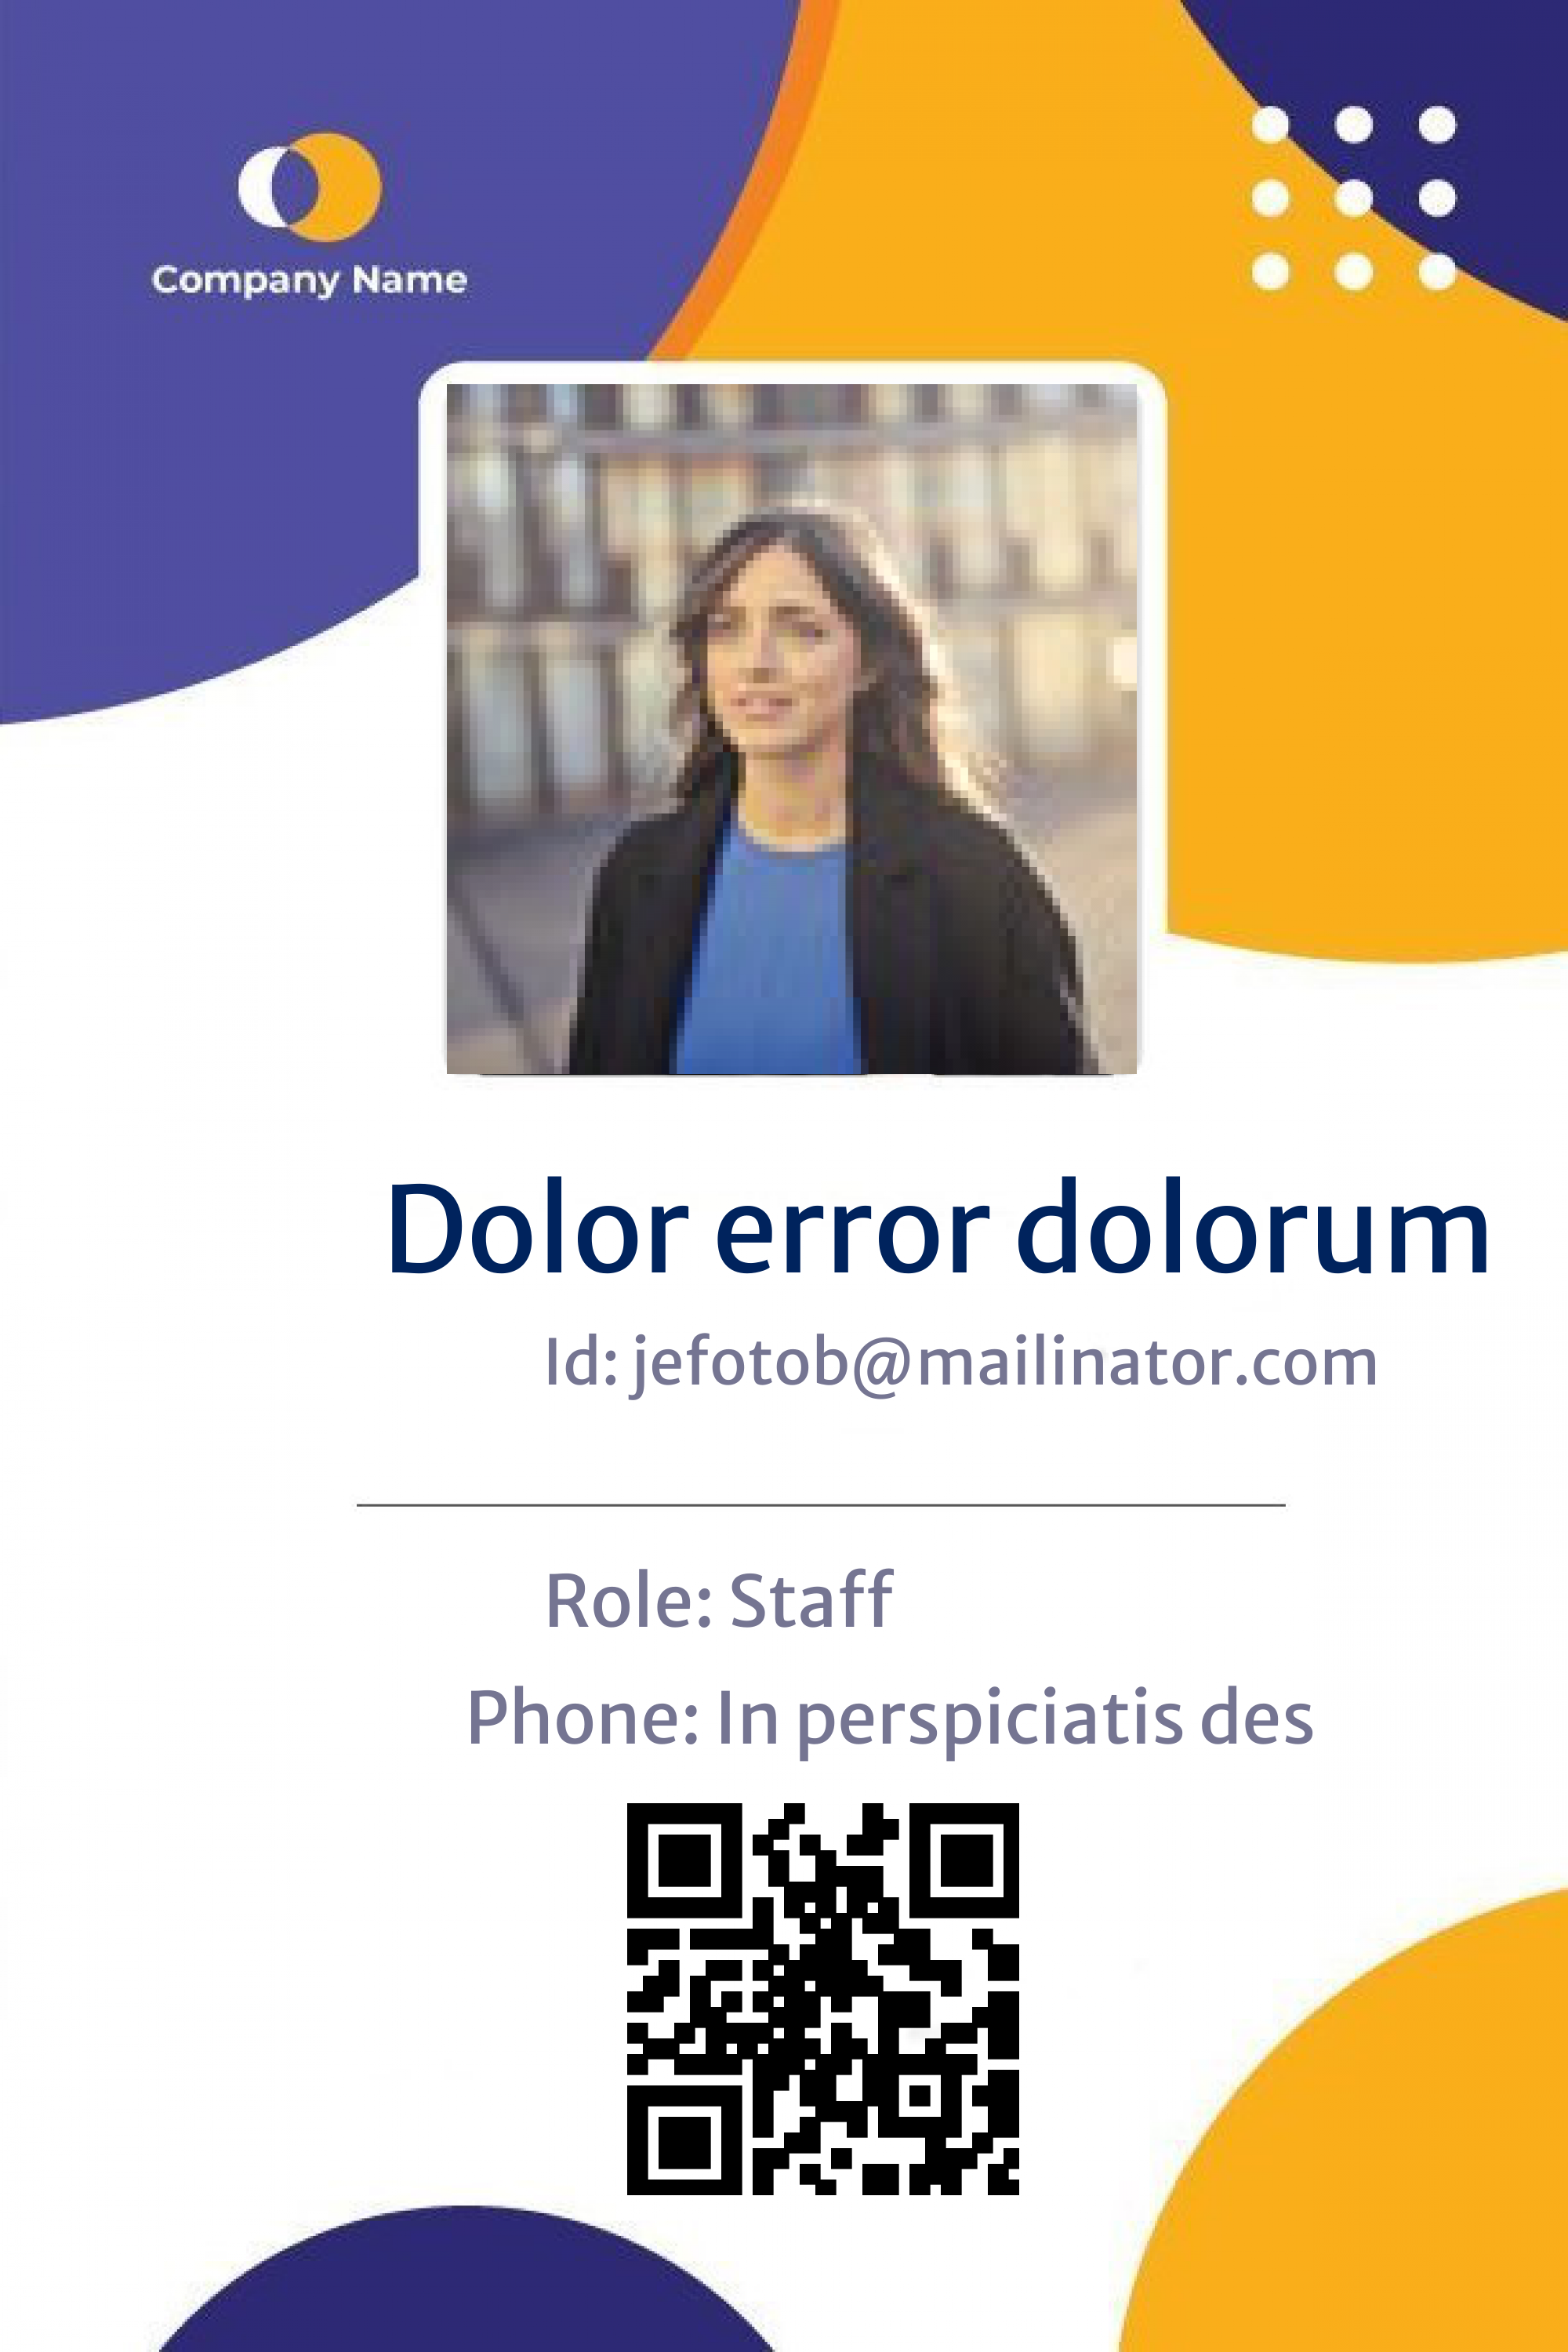 Company Name
Dolor error dolorum
Id: jefotob@mailinator.com
Role: Staff
Phone: In perspiciatis des